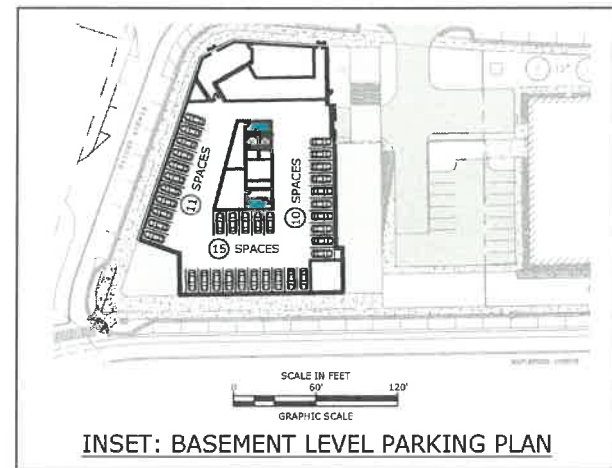 12"
11 SPACES
10 SPACES
15 SPACES
SCALE IN FEET
0 60' 120'
GRAPHIC SCALE
INSET: BASEMENT LEVEL PARKING PLAN